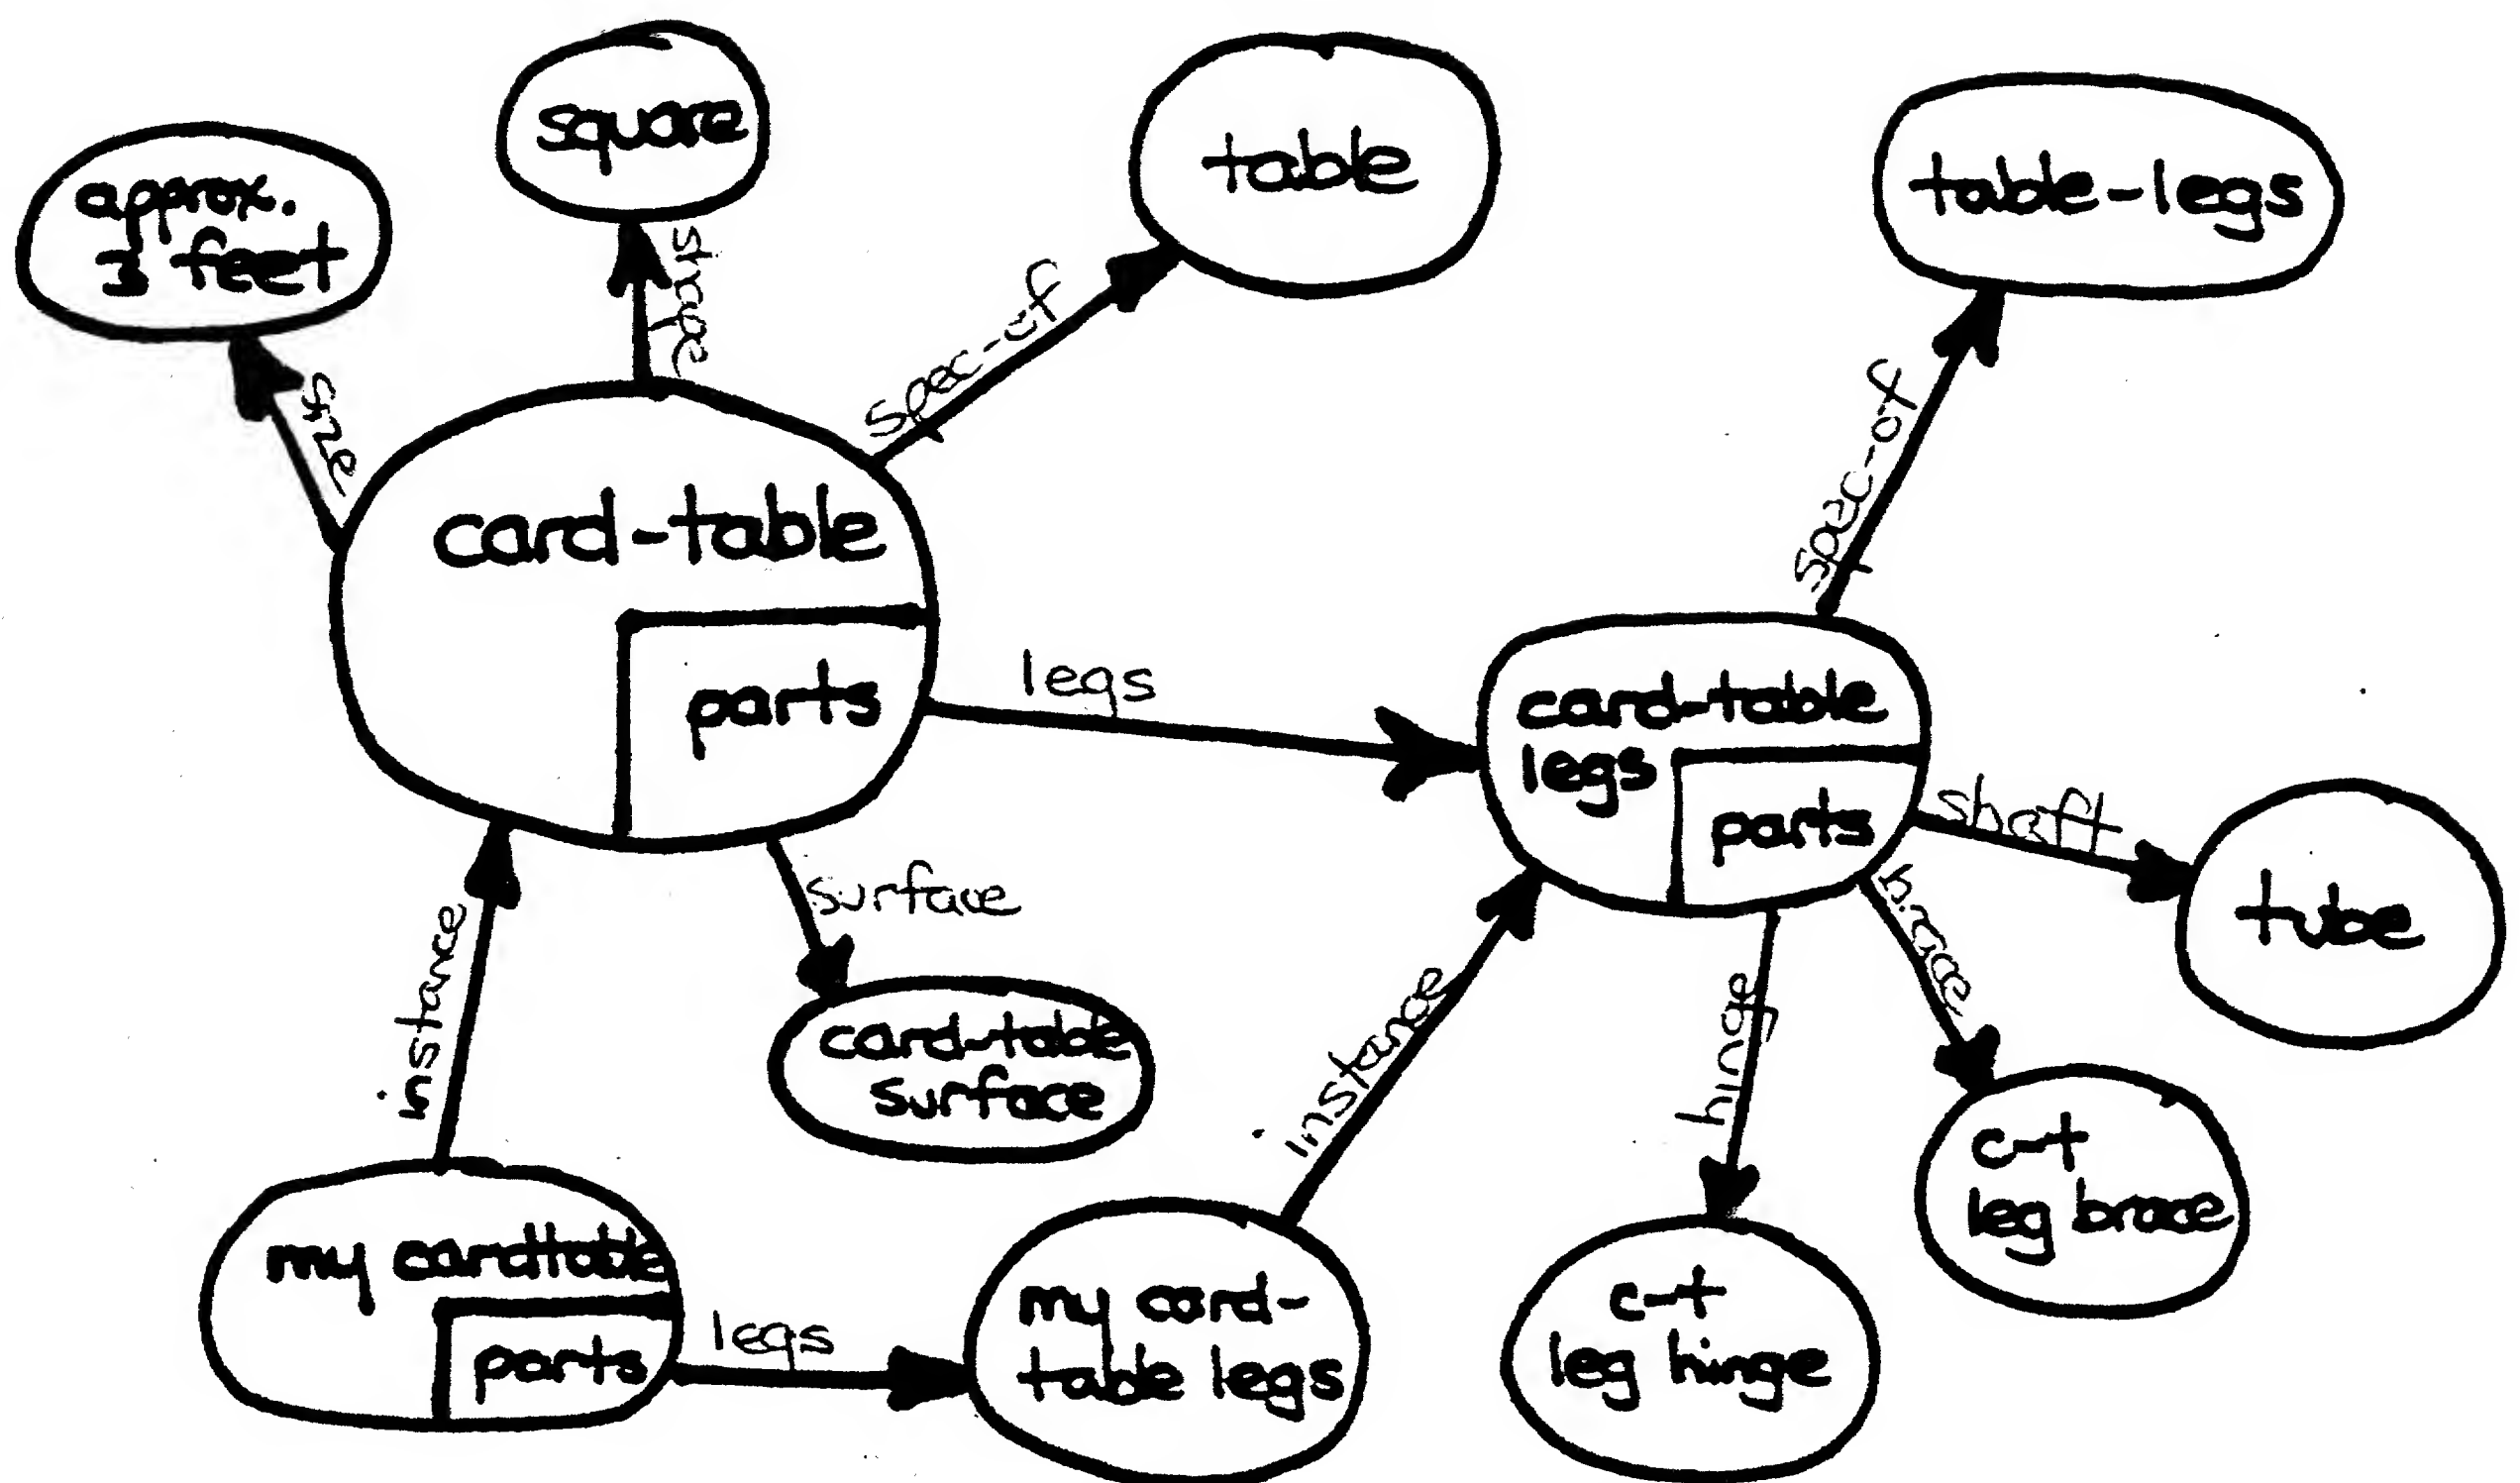 square
table
table-legs
approx.
3 feet
shape
spec-of
size
spec-of
card-table
parts
legs
card-table
legs
parts
shaft
tube
surface
brace
instance
card-table
surface
instance
hinge
c-t
leg brace
my cardtable
parts
legs
my card-
table legs
c-t
leg hinge